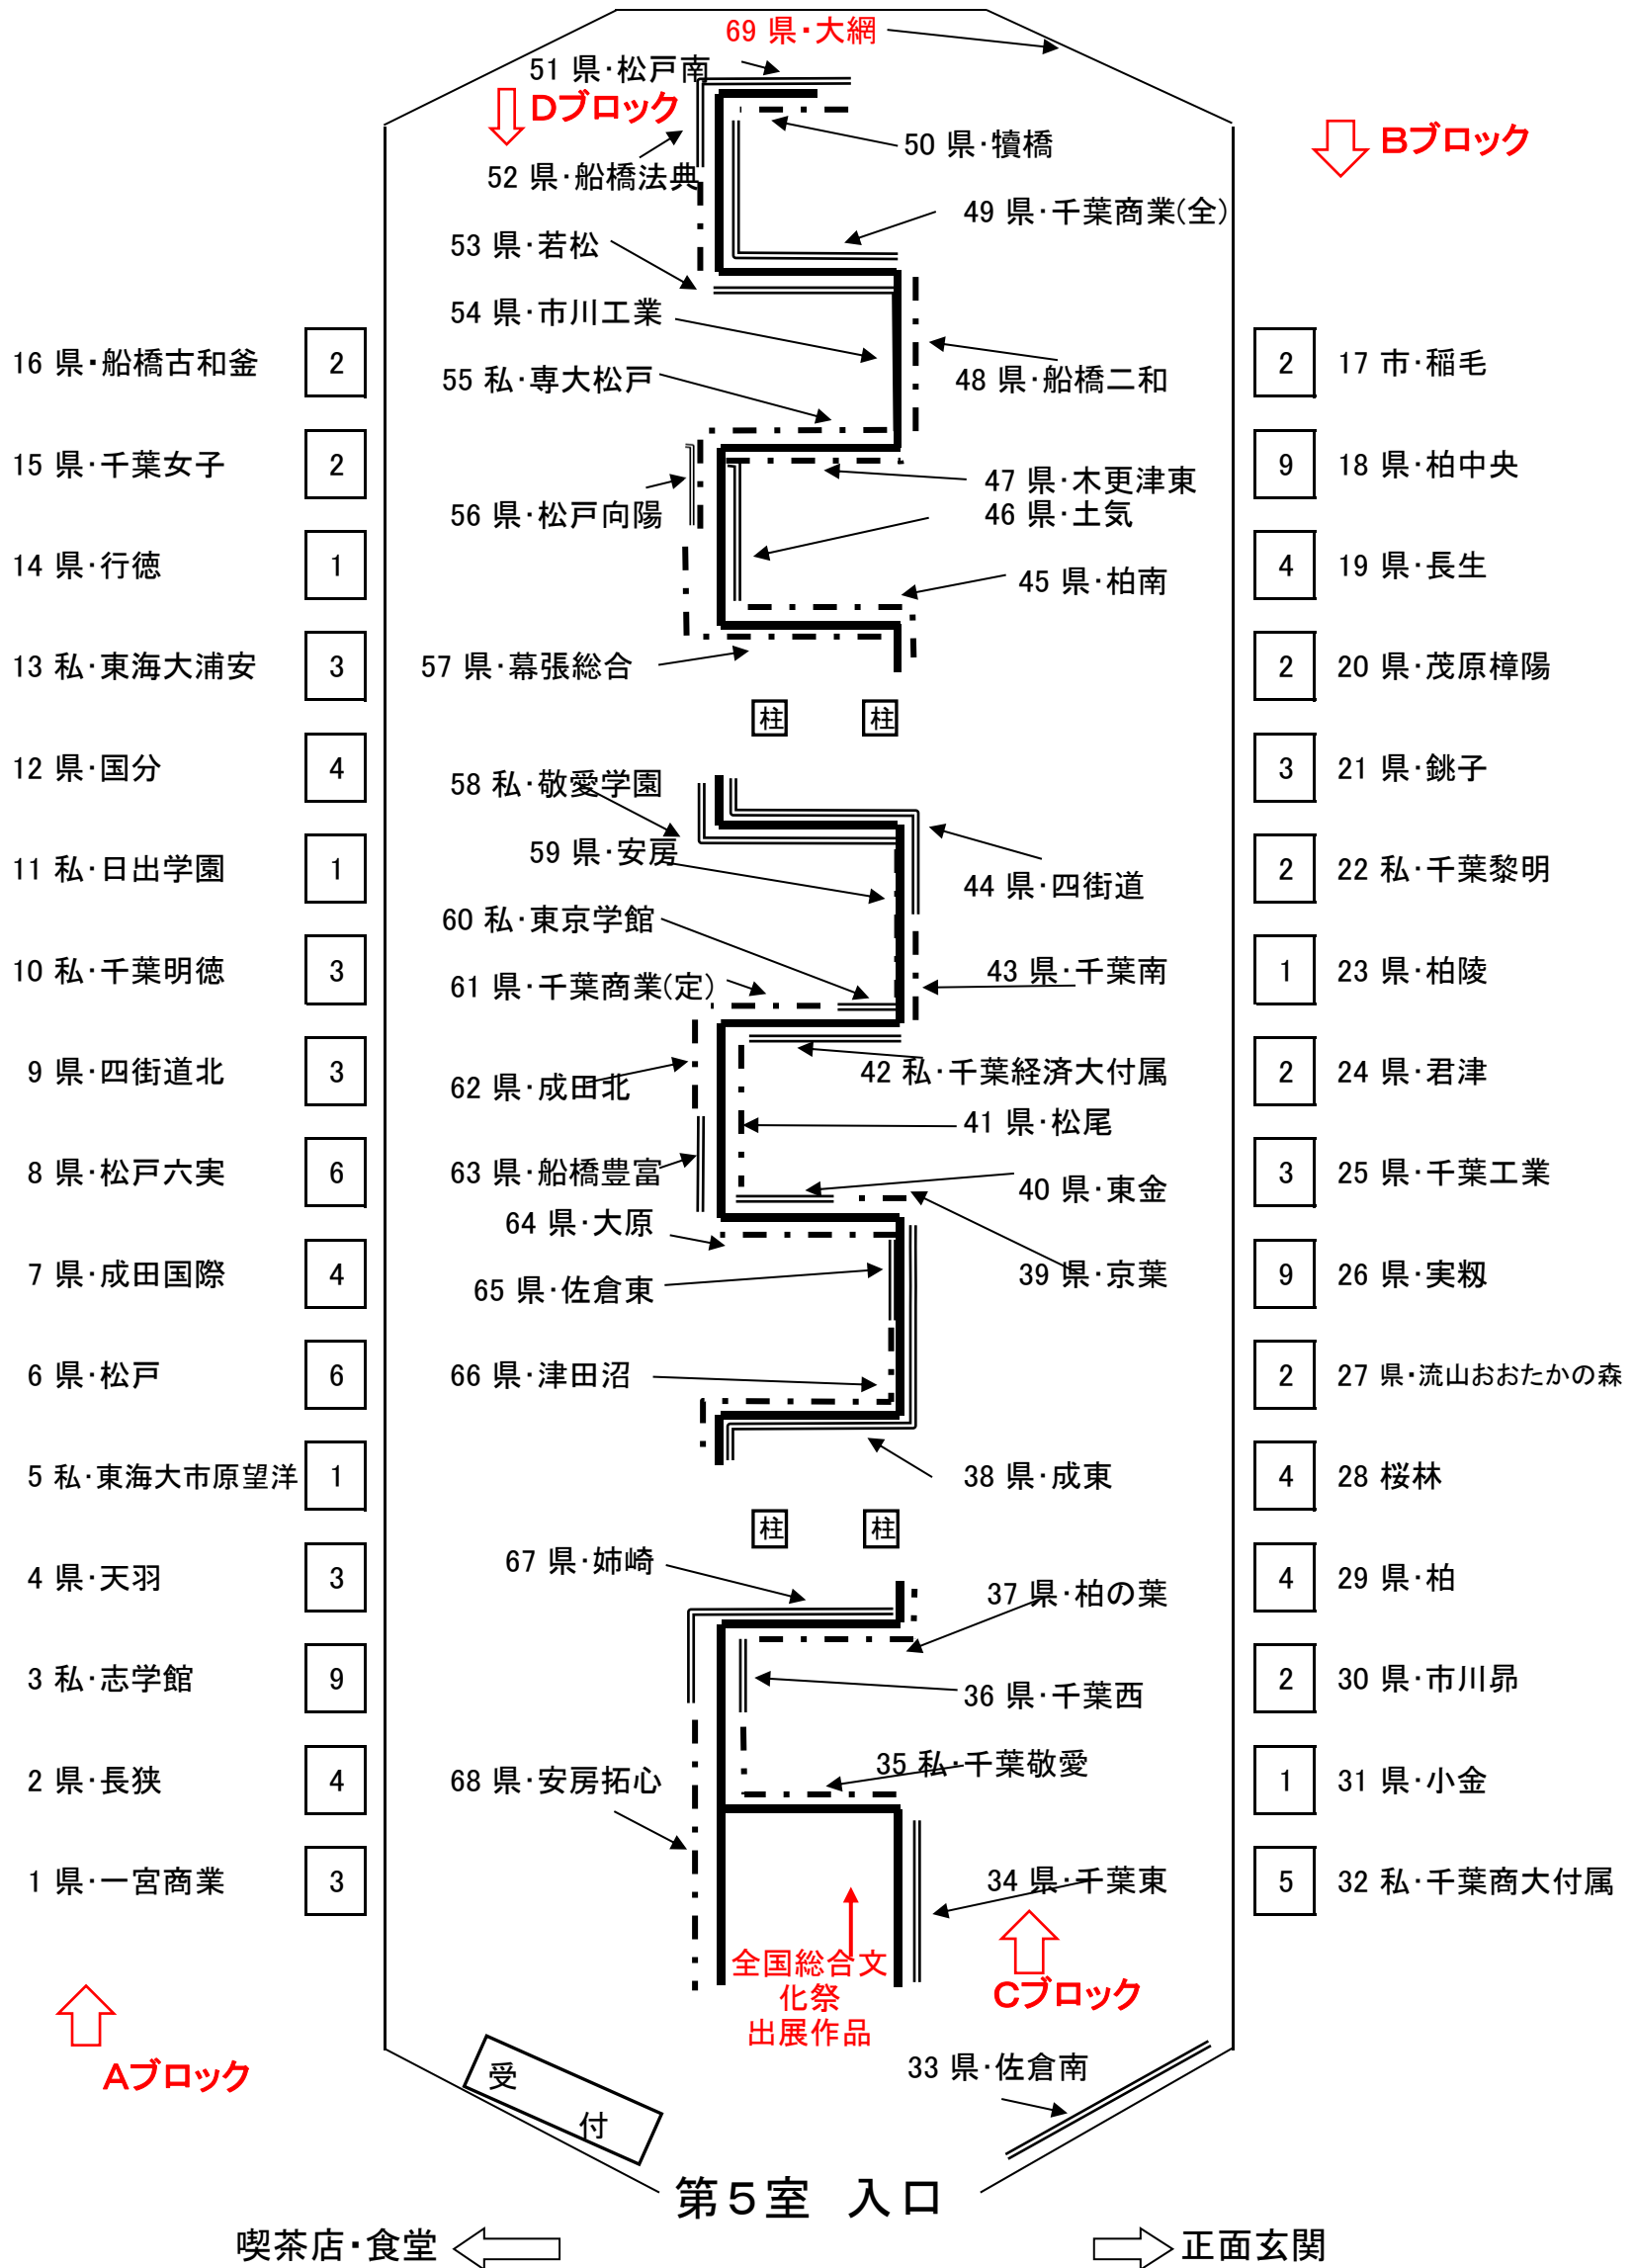 69 県・大網
51 県・松戸南
Dブロック
50 県・犢橋
Bブロック
52 県・船橋法典
49 県・千葉商業(全)
53 県・若松
54 県・市川工業
16 県・船橋古和釜 2
55 私・専大松戸
48 県・船橋二和
2 17 市・稲毛
15 県・千葉女子 2
47 県・木更津東
9 18 県・柏中央
56 県・松戸向陽
46 県・土気
14 県・行徳 1
45 県・柏南
4 19 県・長生
13 私・東海大浦安 3
57 県・幕張総合
2 20 県・茂原樟陽
柱 柱
12 県・国分 4
58 私・敬愛学園
3 21 県・銚子
59 県・安房
11 私・日出学園 1
44 県・四街道
2 22 私・千葉黎明
60 私・東京学館
10 私・千葉明徳 3
61 県・千葉商業(定)
43 県・千葉南
1 23 県・柏陵
9 県・四街道北 3
62 県・成田北
42 私・千葉経済大付属
2 24 県・君津
41 県・松尾
8 県・松戸六実 6
63 県・船橋豊富
40 県・東金
3 25 県・千葉工業
64 県・大原
7 県・成田国際 4
65 県・佐倉東
39 県・京葉
9 26 県・実籾
6 県・松戸 6
66 県・津田沼
2 27 県・流山おおたかの森
5 私・東海大市原望洋 1
38 県・成東
4 28 桜林
柱 柱
4 県・天羽 3
67 県・姉崎
37 県・柏の葉
4 29 県・柏
3 私・志学館 9
36 県・千葉西
2 30 県・市川昴
2 県・長狭 4
68 県・安房拓心
35 私・千葉敬愛
1 31 県・小金
1 県・一宮商業 3
34 県・千葉東
5 32 私・千葉商大付属
全国総合文
化祭
出展作品
Cブロック
Aブロック
33 県・佐倉南
受
付
第5室 入口
喫茶店・食堂
正面玄関